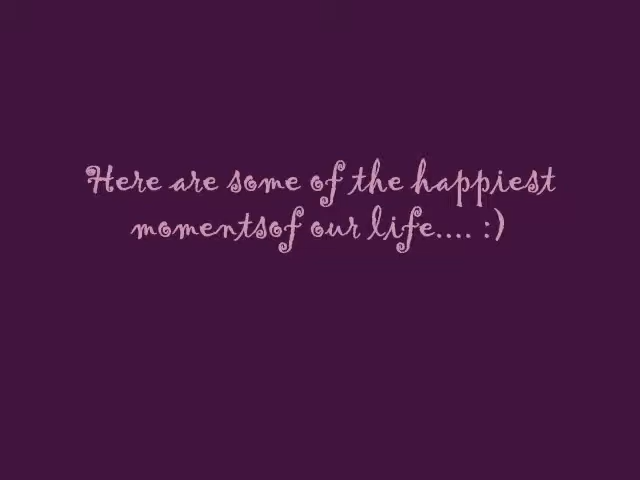 Here are some of the happiest
momentsof our life.... :)